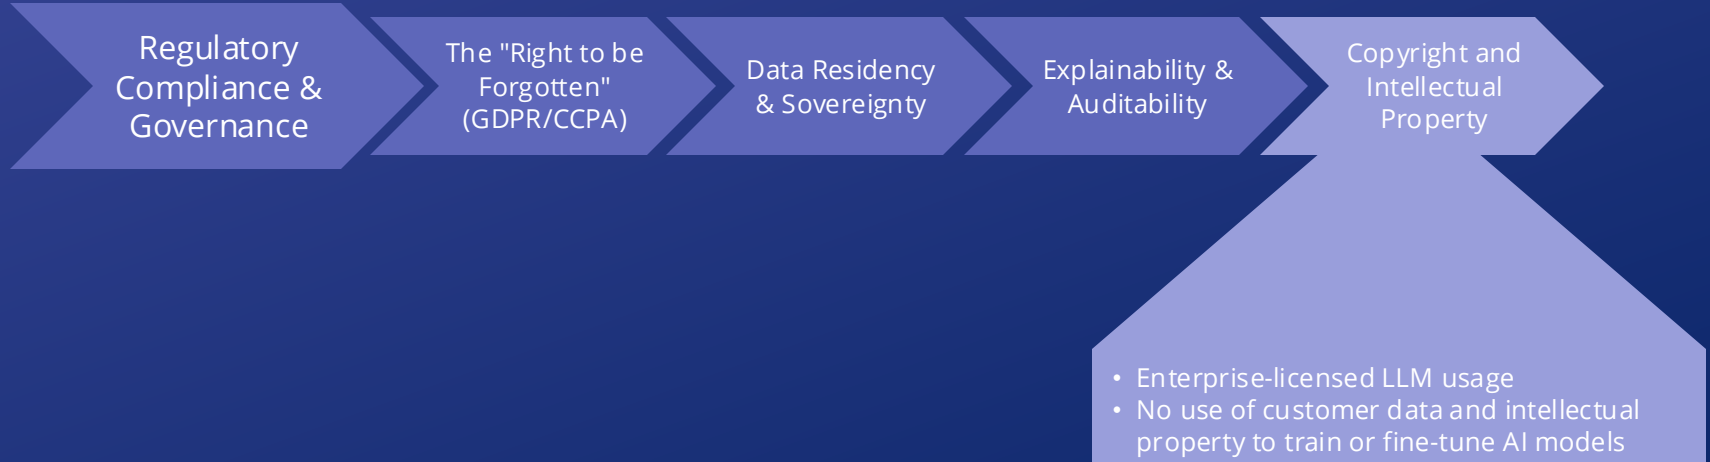 Regulatory
Compliance &
Governance
The "Right to be
Forgotten"
(GDPR/CCPA)
Data Residency
& Sovereignty
Explainability &
Auditability
Copyright and
Intellectual
Property
• Enterprise-licensed LLM usage
• No use of customer data and intellectual
property to train or fine-tune AI models